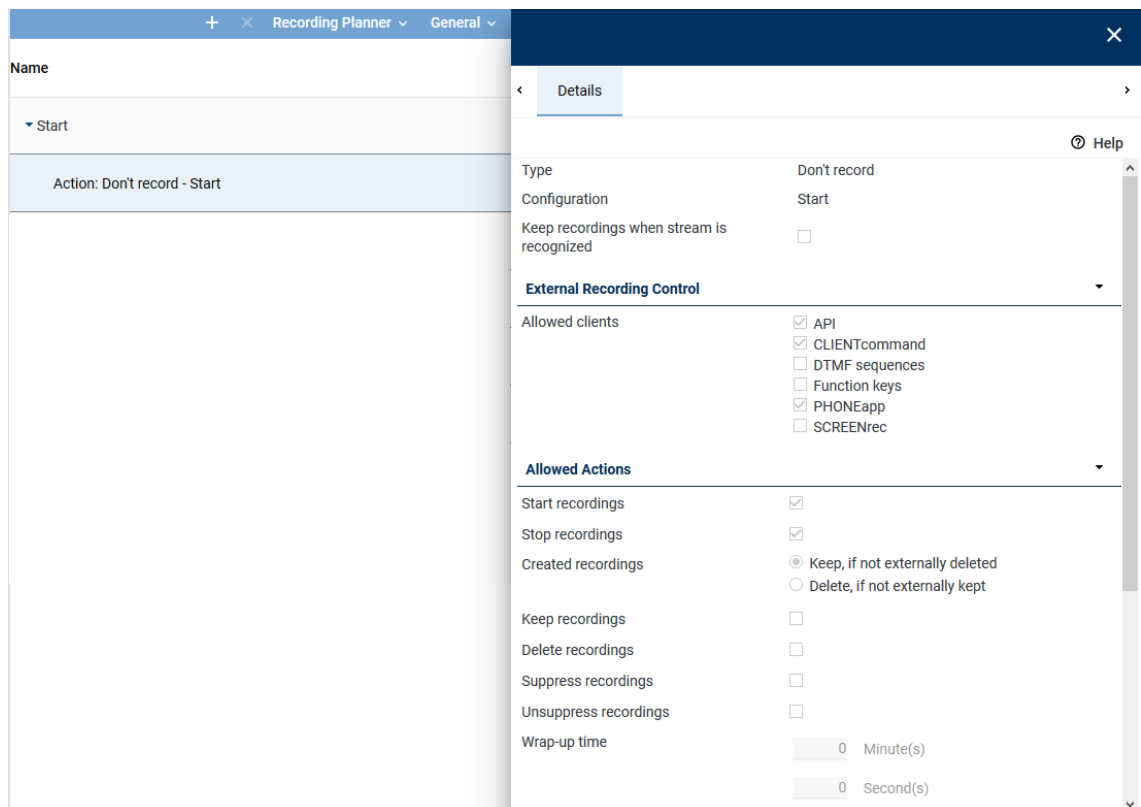 Recording Planner General
Name
Details
Start
Help
Type Don't record
Action: Don't record - Start
Configuration Start
Keep recordings when stream is
recognized
External Recording Control
Allowed clients API
CLIENTcommand
DTMF sequences
Function keys
PHONEapp
SCREENrec
Allowed Actions
Start recordings
Stop recordings
Created recordings Keep, if not externally deleted
Delete, if not externally kept
Keep recordings
Delete recordings
Suppress recordings
Unsuppress recordings
Wrap-up time 0 Minute(s)
0 Second(s)